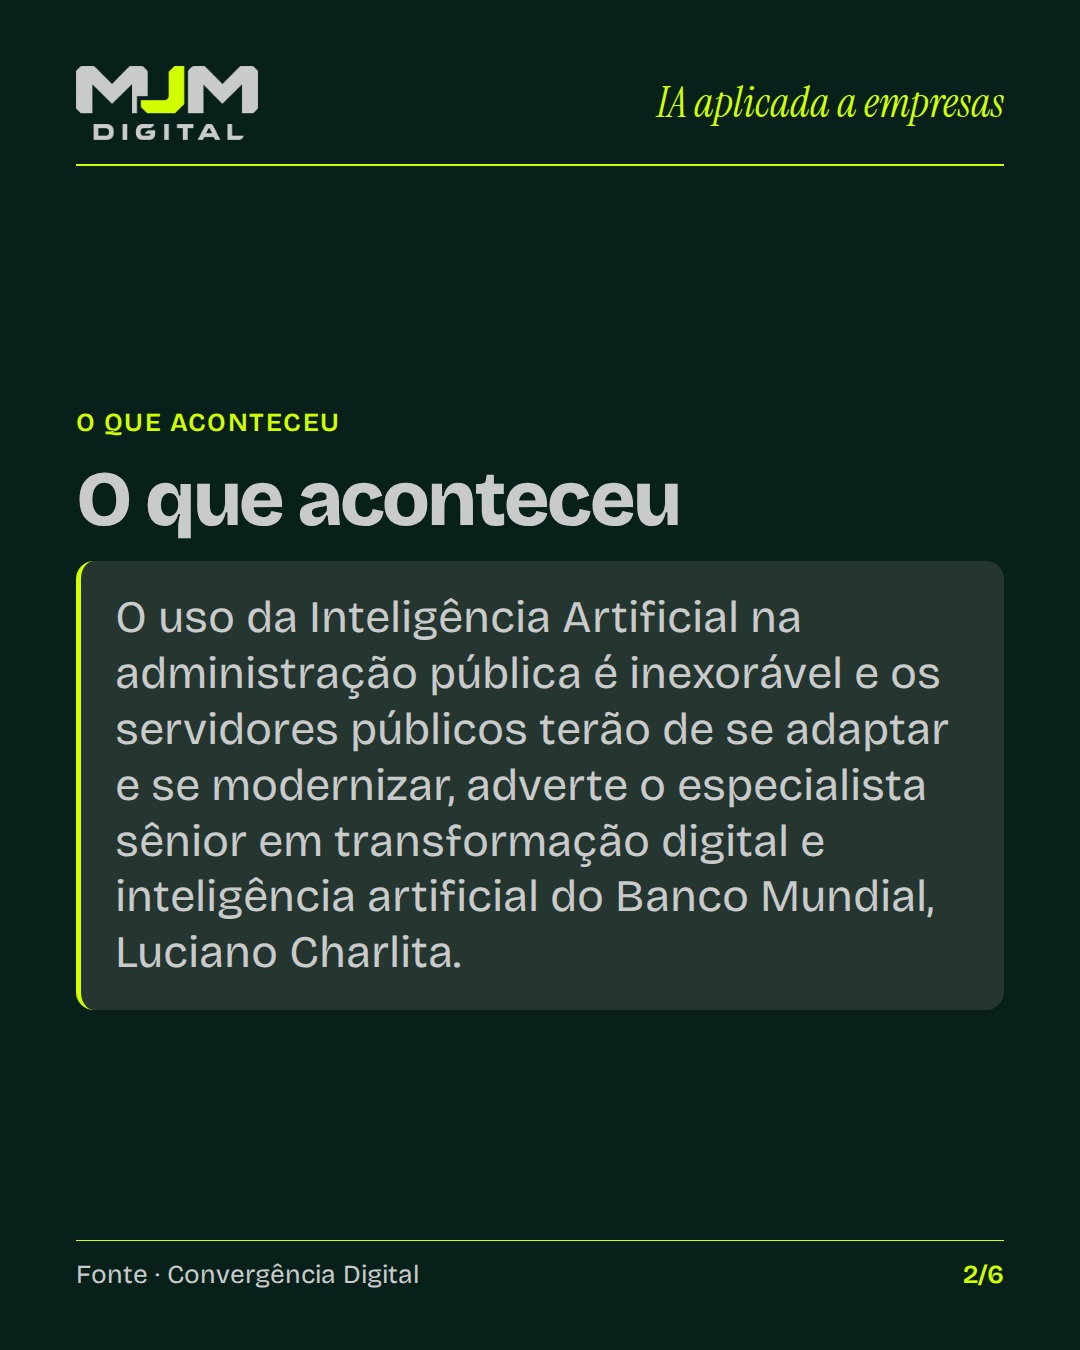 MJM
DIGITAL
IA aplicada a empresas
O QUE ACONTECEU
O que aconteceu
O uso da Inteligência Artificial na
administração pública é inexorável e os
servidores públicos terão de se adaptar
e se modernizar, adverte o especialista
sênior em transformação digital e
inteligência artificial do Banco Mundial,
Luciano Charlita.
Fonte · Convergência Digital
2/6